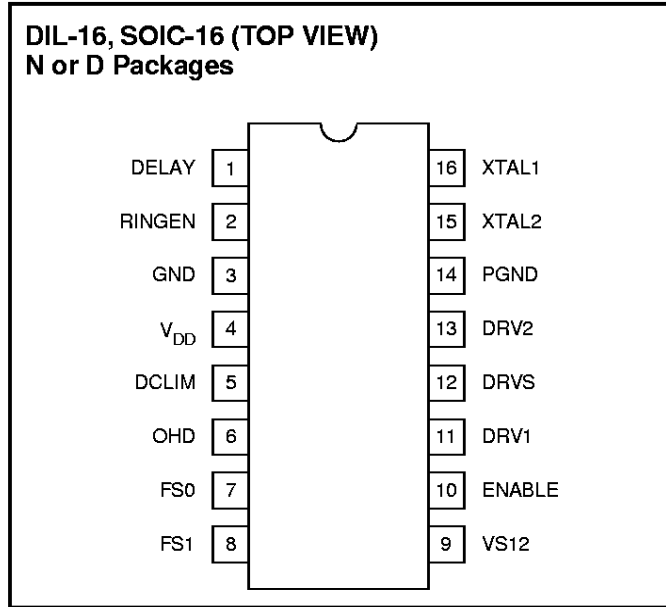 DIL-16, SOIC-16 (TOP VIEW)
N or D Packages
DELAY 1 16 XTAL1
RINGEN 2 15 XTAL2
GND 3 14 PGND
VDD 4 13 DRV2
DCLIM 5 12 DRVS
OHD 6 11 DRV1
FS0 7 10 ENABLE
FS1 8 9 VS12